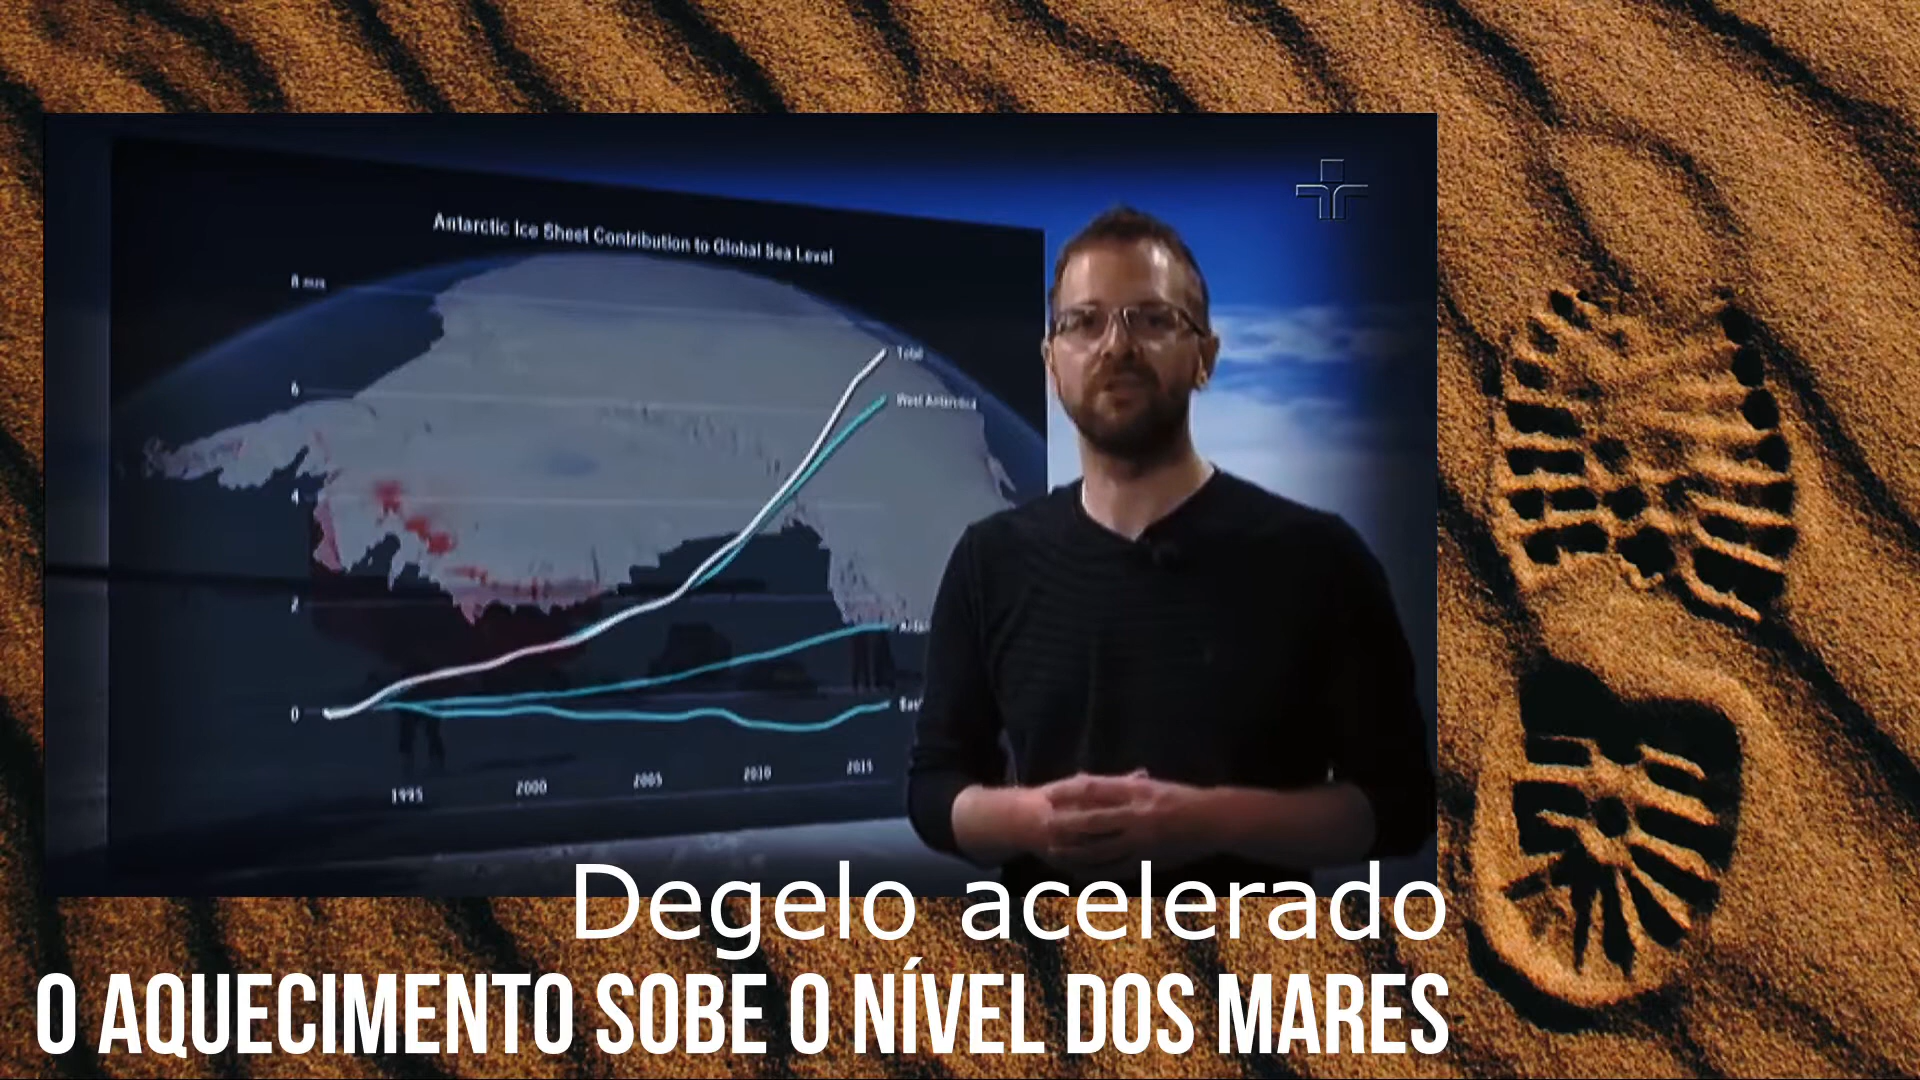 Antarctic Ice Sheet Contribution to Global Sea Level
8 mm
Total
6
West Antarctica
4
2
0
1995 2000 2005 2010 2015
Degelo acelerado
O AQUECIMENTO SOBE O NÍVEL DOS MARES